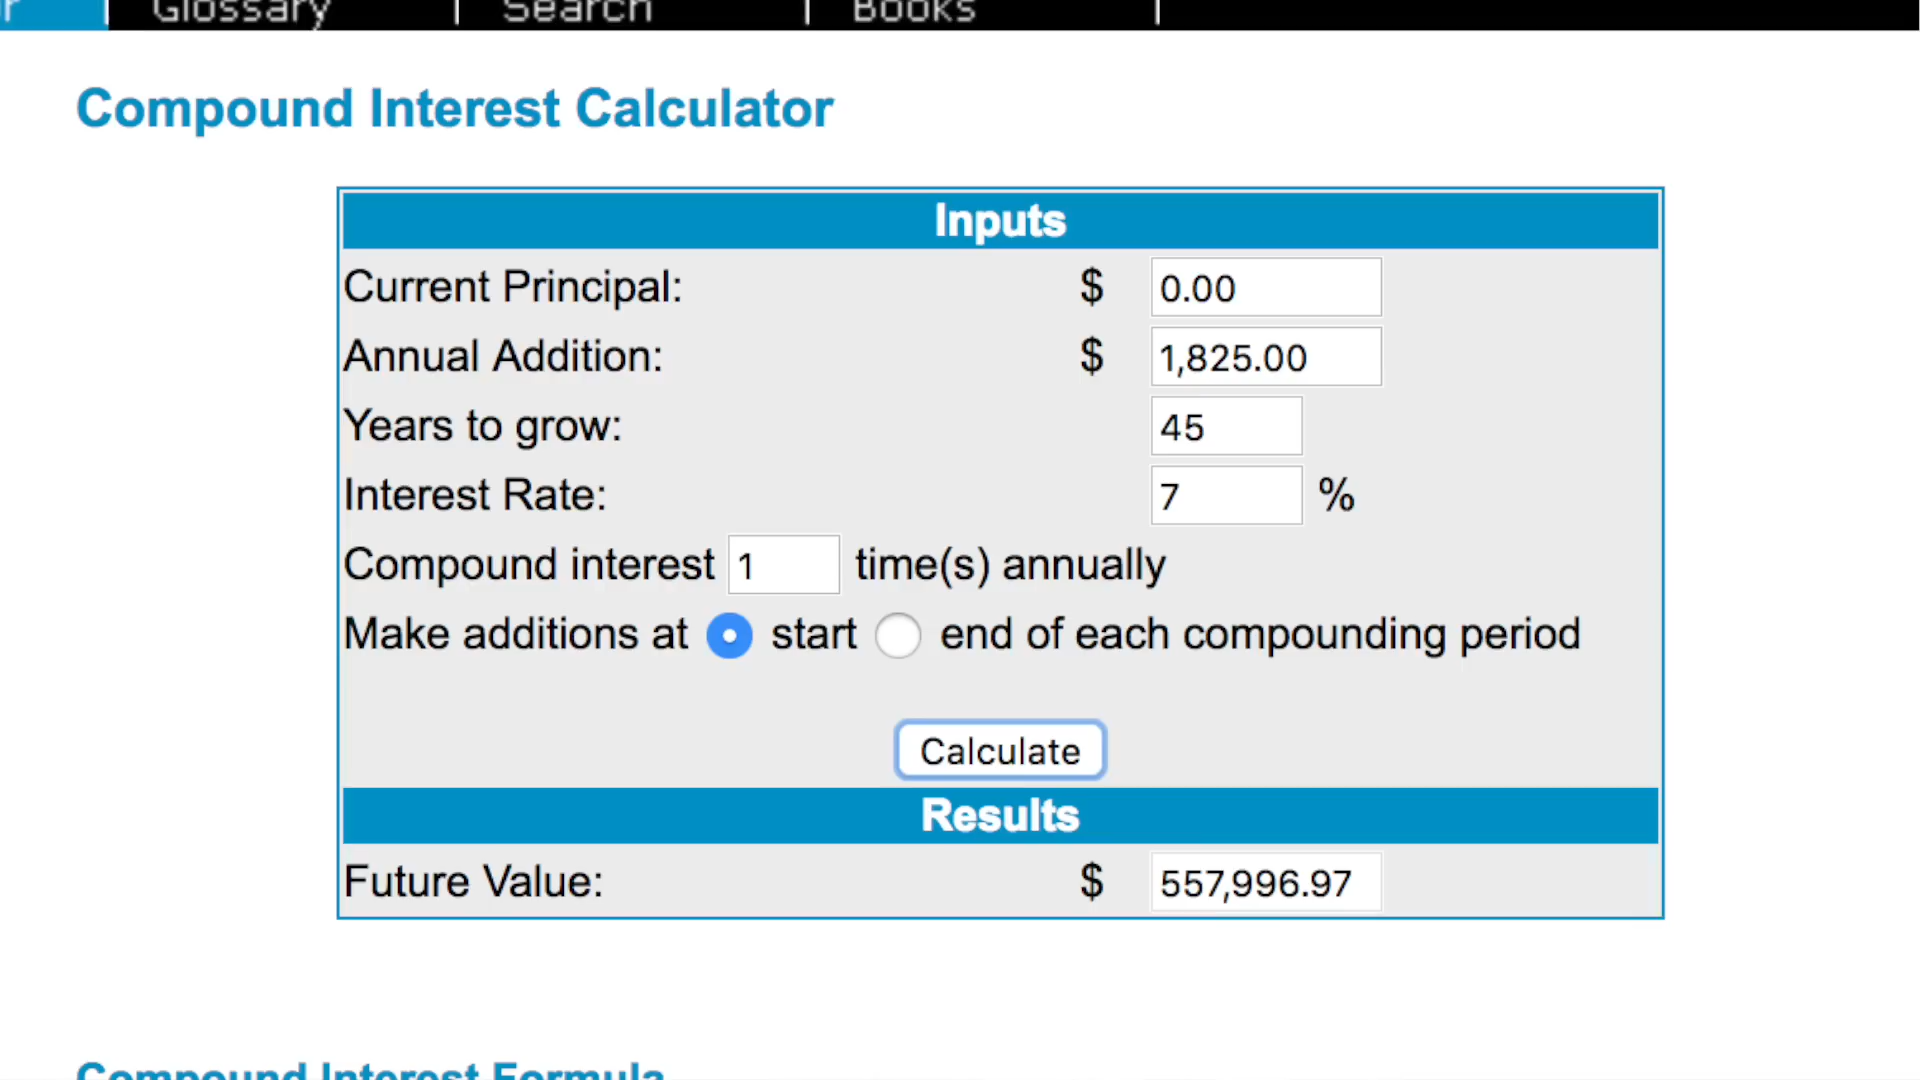 Glossary
Search
Books
Compound Interest Calculator
Inputs
Current Principal: $ 0.00
Annual Addition: $ 1,825.00
Years to grow: 45
Interest Rate: 7 %
Compound interest 1 time(s) annually
Make additions at start end of each compounding period
Calculate
Results
Future Value: $ 557,996.97
Compound Interest Formula